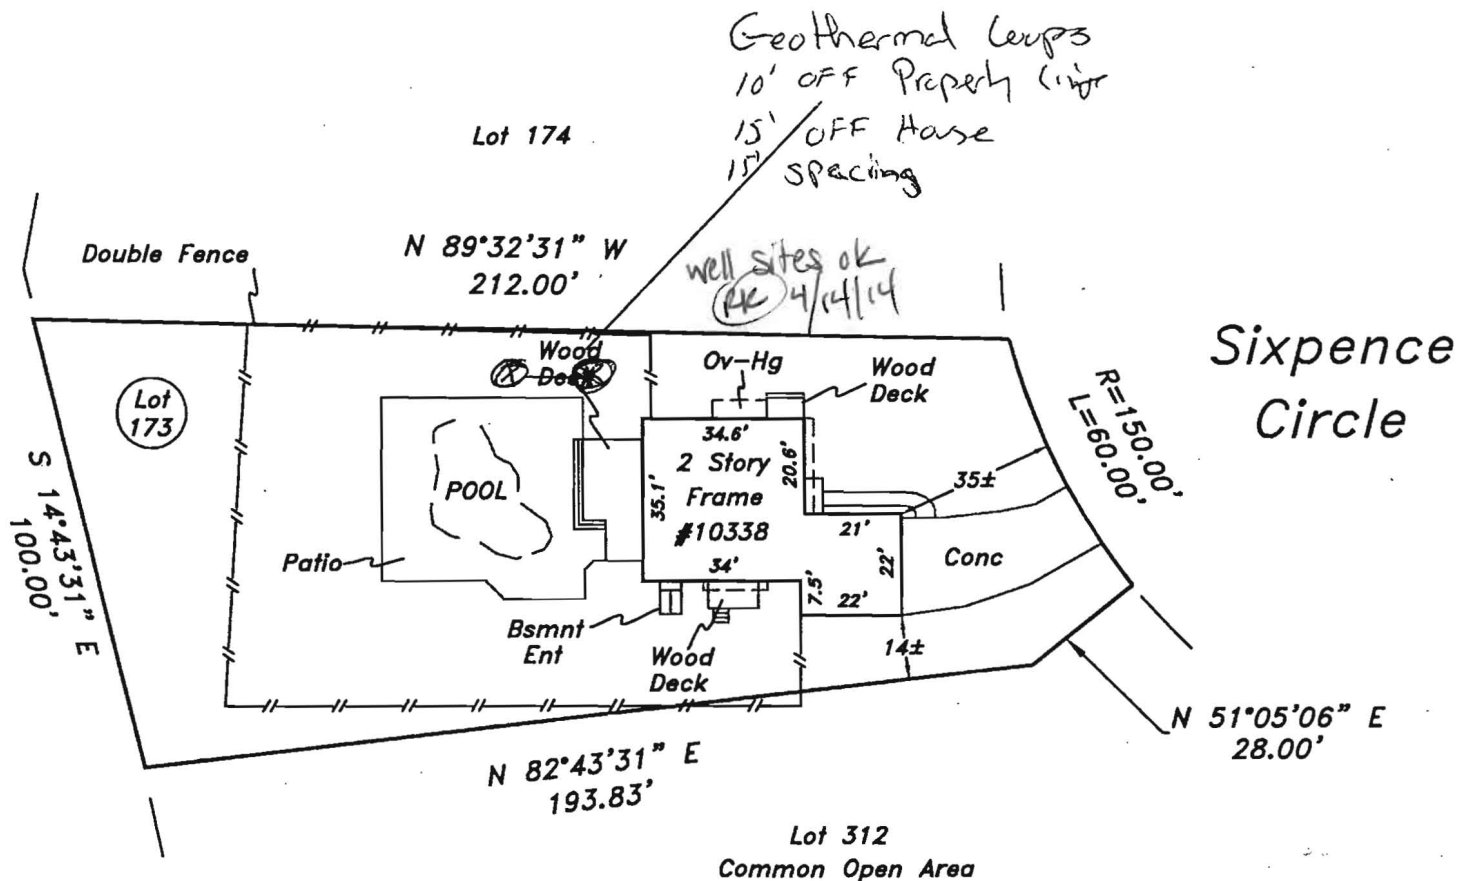 Geothermal Loops
10' OFF Property Line
15' OFF House
15' spacing
Lot 174
Double Fence
N 89°32'31" W
212.00'
well sites ok
RK 4/14/14
Sixpence
Circle
Wood
Deck
Ov-Hg
Wood
Deck
R=150.00'
L=60.00'
Lot
173
34.6'
2 Story
Frame
#10338
35.1'
20.6'
35±
POOL
21'
S 14°43'31" E
100.00'
Patio
34'
22'
Conc
7.5'
22'
Bsmnt
Ent
Wood
Deck
14±
N 51°05'06" E
28.00'
N 82°43'31" E
193.83'
Lot 312
Common Open Area